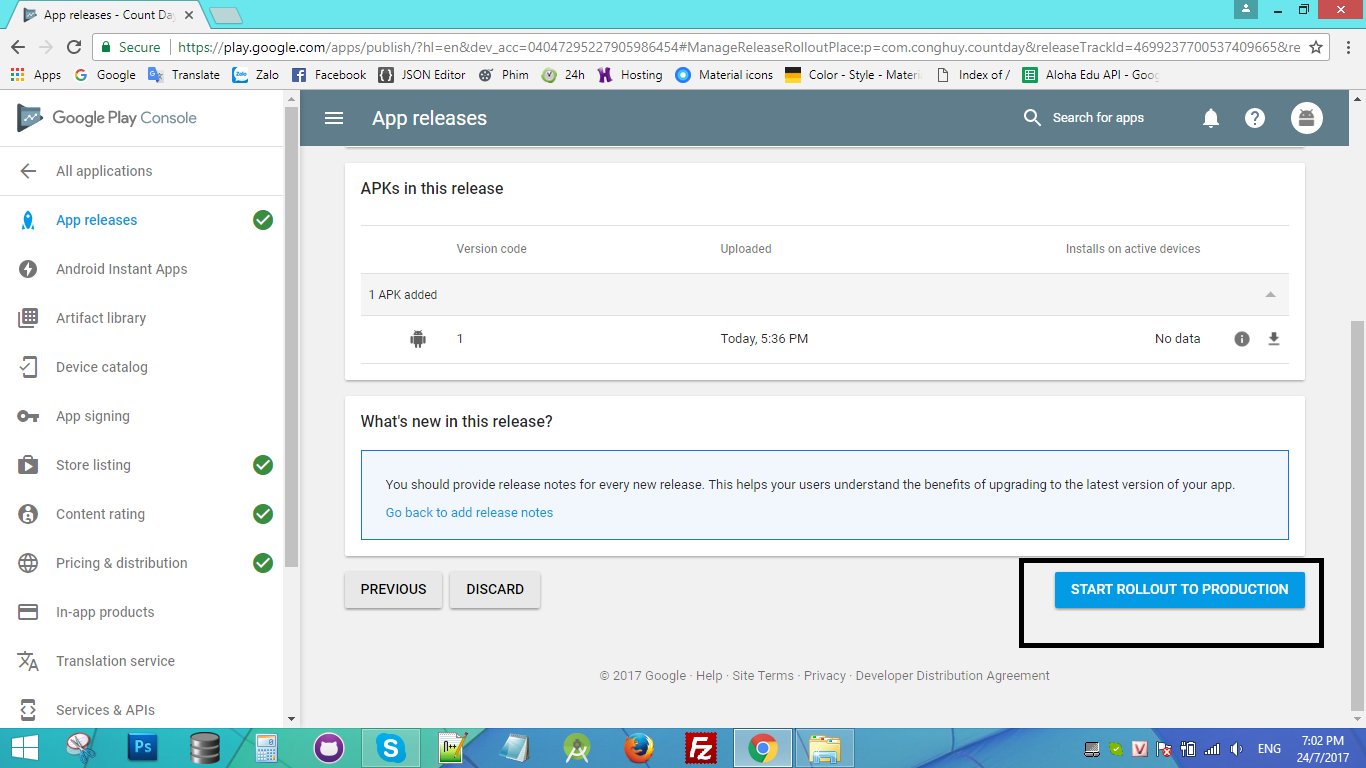 App releases - Count Day
Secure
https://play.google.com/apps/publish/?hl=en&dev_acc=04047295227905986454#ManageReleaseRolloutPlace:p=com.conghuy.countday&releaseTrackId=4699237700537409665&re
Apps
Google
Translate
Zalo
Facebook
JSON Editor
Phim
24h
Hosting
Material icons
Color - Style - Materi
Index of /
Aloha Edu API - Goog
Google Play Console
App releases
Search for apps
All applications
App releases
Android Instant Apps
Artifact library
Device catalog
App signing
Store listing
Content rating
Pricing & distribution
In-app products
Translation service
Services & APIs
APKs in this release
Version code
Uploaded
Installs on active devices
1 APK added
1
Today, 5:36 PM
No data
What's new in this release?
You should provide release notes for every new release. This helps your users understand the benefits of upgrading to the latest version of your app.
Go back to add release notes
PREVIOUS
DISCARD
START ROLLOUT TO PRODUCTION
© 2017 Google · Help · Site Terms · Privacy · Developer Distribution Agreement
Ps
ENG
7:02 PM
24/7/2017